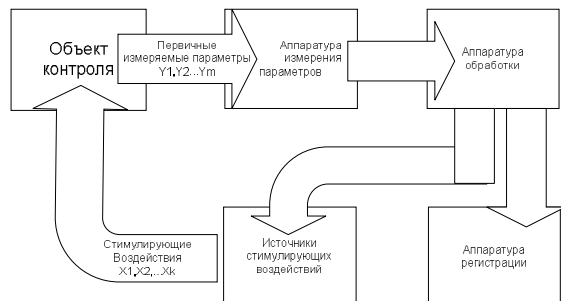 Объект
контроля
Первичные
измеряемые параметры
Y1,Y2...Ym
Аппаратура
измерения
параметров
Аппаратура
обработки
Стимулирующие
Воздействия
X1,X2,...Xk
Источники
стимулирующих
воздействий
Аппаратура
регистрации